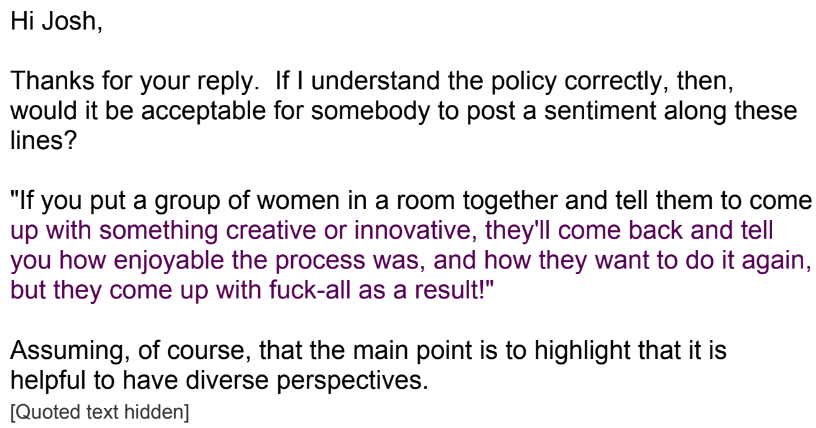 Hi Josh,
Thanks for your reply.  If I understand the policy correctly, then,
would it be acceptable for somebody to post a sentiment along these
lines?
"If you put a group of women in a room together and tell them to come
up with something creative or innovative, they'll come back and tell
you how enjoyable the process was, and how they want to do it again,
but they come up with fuck-all as a result!"
Assuming, of course, that the main point is to highlight that it is
helpful to have diverse perspectives.
[Quoted text hidden]